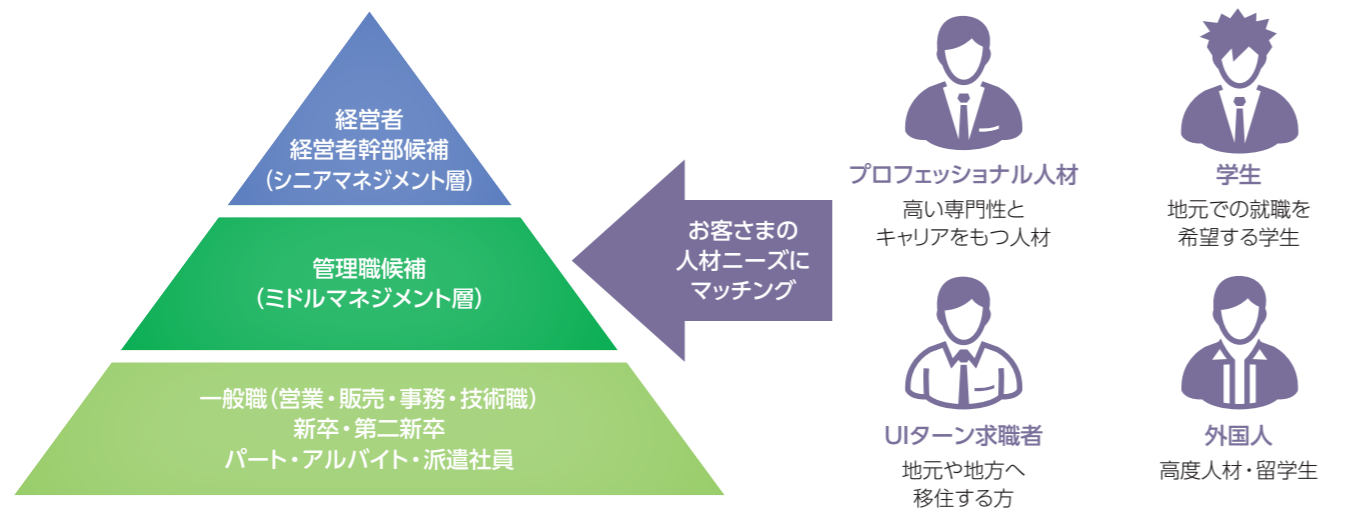 経営者
経営者幹部候補
(シニアマネジメント層)
管理職候補
(ミドルマネジメント層)
一般職(営業・販売・事務・技術職)
新卒・第二新卒
パート・アルバイト・派遣社員
お客さまの
人材ニーズに
マッチング
プロフェッショナル人材
高い専門性と
キャリアをもつ人材
学生
地元での就職を
希望する学生
UIターン求職者
地元や地方へ
移住する方
外国人
高度人材・留学生